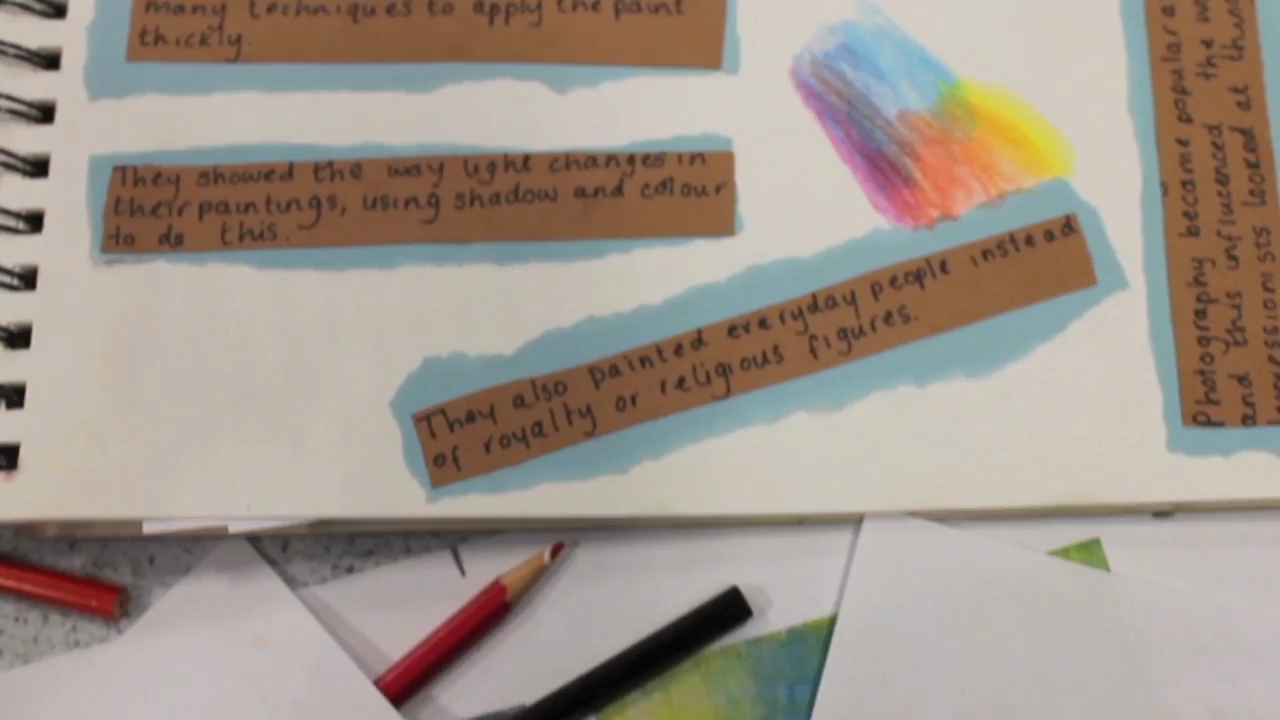 many techniques to apply the paint
thickly.
They showed the way light changes in
their paintings, using shadow and colour
to do this.
They also painted everyday people instead
of royalty or religious figures.
Photography became popular
and this influenced the
looked at